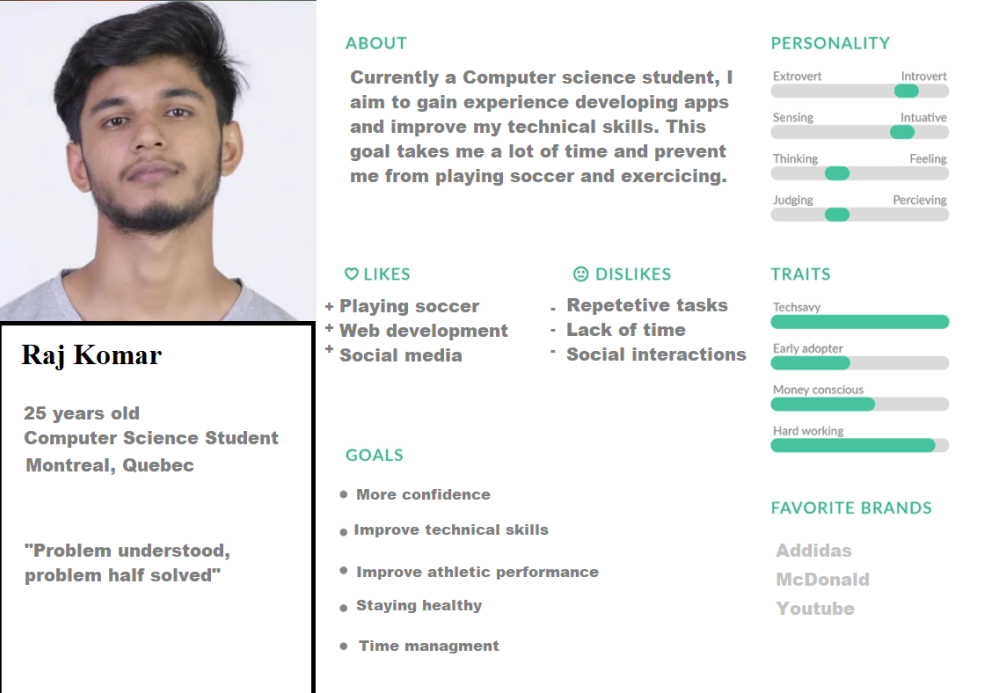 Raj Komar
25 years old
Computer Science Student
Montreal, Quebec
"Problem understood,
problem half solved"
ABOUT
Currently a Computer science student, I
aim to gain experience developing apps
and improve my technical skills. This
goal takes me a lot of time and prevent
me from playing soccer and exercicing.
LIKES
+ Playing soccer
+ Web development
+ Social media
DISLIKES
- Repetetive tasks
- Lack of time
- Social interactions
GOALS
• More confidence
• Improve technical skills
• Improve athletic performance
• Staying healthy
• Time managment
PERSONALITY
Extrovert Introvert
Sensing Intuative
Thinking Feeling
Judging Percieving
TRAITS
Techsavy
Early adopter
Money conscious
Hard working
FAVORITE BRANDS
Addidas
McDonald
Youtube